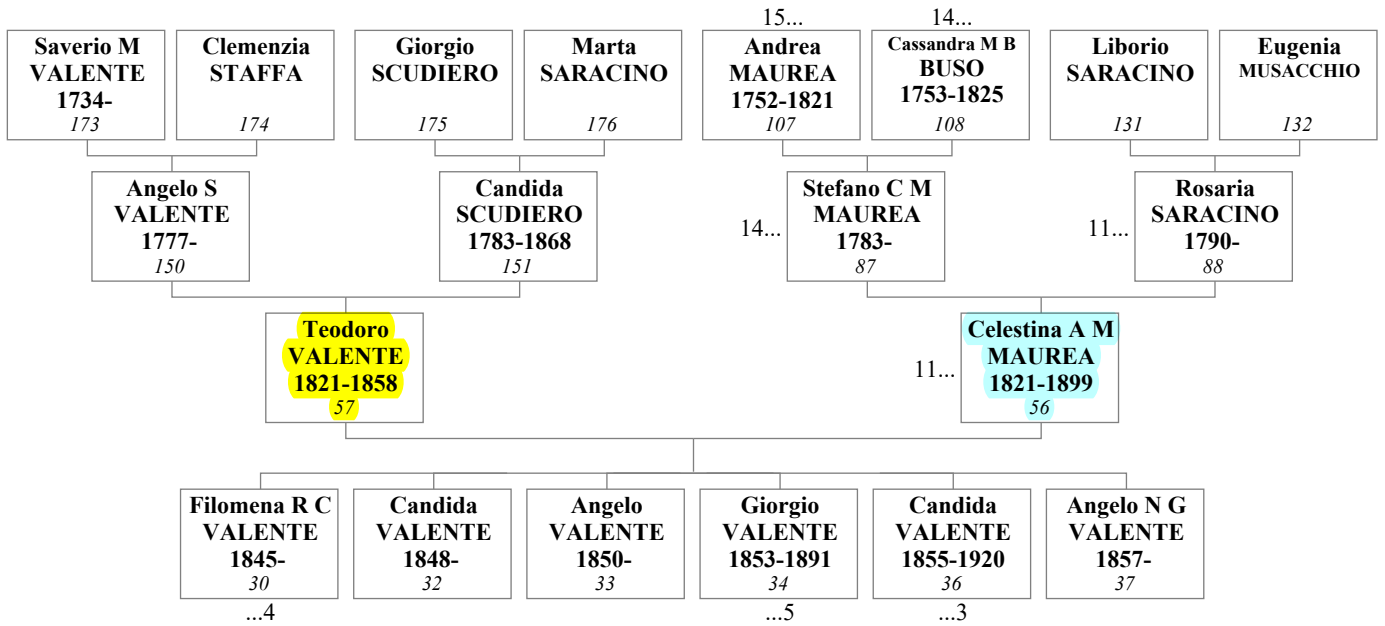 15...
14...
Saverio M
VALENTE
1734-
173
Clemenzia
STAFFA
174
Giorgio
SCUDIERO
175
Marta
SARACINO
176
Andrea
MAUREA
1752-1821
107
Cassandra M B
BUSO
1753-1825
108
Liborio
SARACINO
131
Eugenia
MUSACCHIO
132
Angelo S
VALENTE
1777-
150
Candida
SCUDIERO
1783-1868
151
14...
Stefano C M
MAUREA
1783-
87
11...
Rosaria
SARACINO
1790-
88
Teodoro
VALENTE
1821-1858
57
11...
Celestina A M
MAUREA
1821-1899
56
Filomena R C
VALENTE
1845-
30
...4
Candida
VALENTE
1848-
32
Angelo
VALENTE
1850-
33
Giorgio
VALENTE
1853-1891
34
...5
Candida
VALENTE
1855-1920
36
...3
Angelo N G
VALENTE
1857-
37